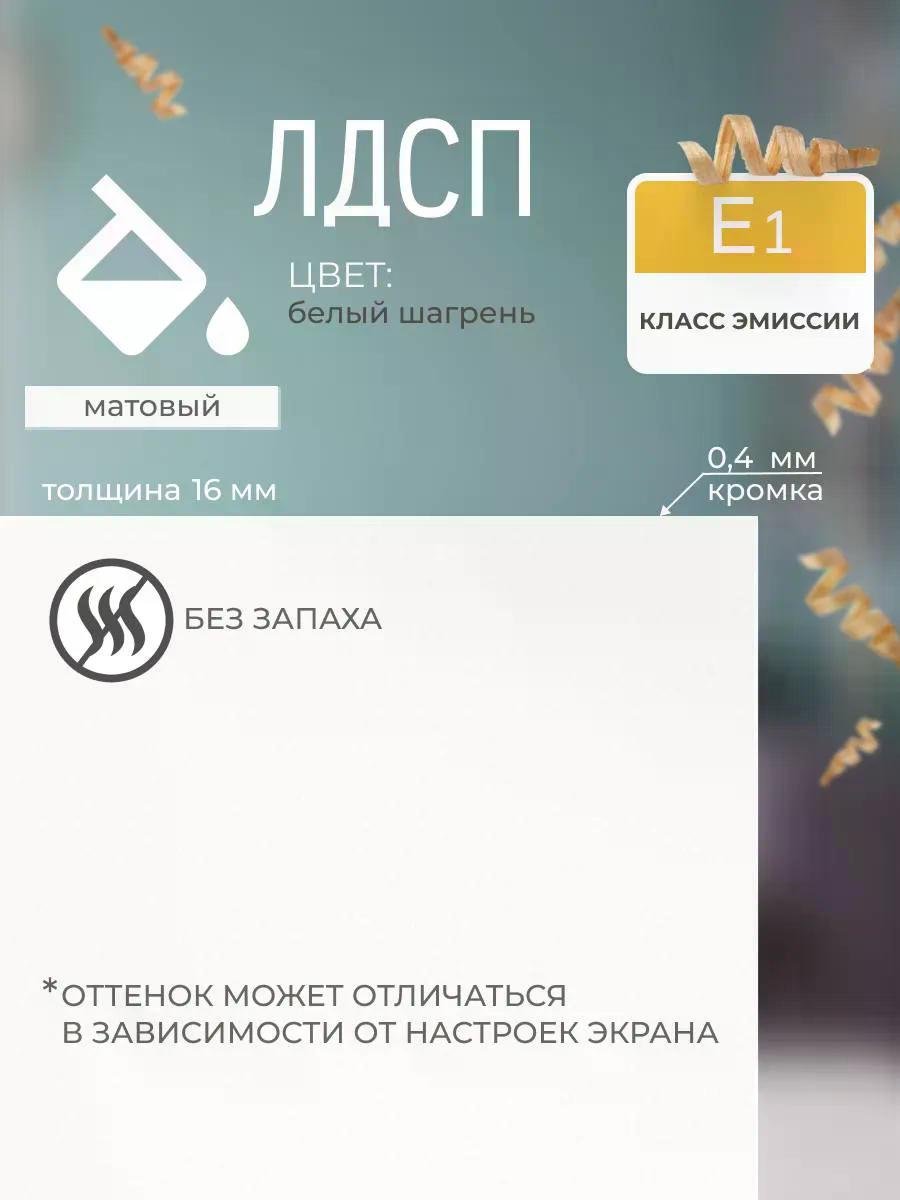 ЛДСП
E1
ЦВЕТ:
белый шагрень
КЛАСС ЭМИССИИ
матовый
0,4 мм
кромка
толщина 16 мм
БЕЗ ЗАПАХА
*ОТТЕНОК МОЖЕТ ОТЛИЧАТЬСЯ
В ЗАВИСИМОСТИ ОТ НАСТРОЕК ЭКРАНА